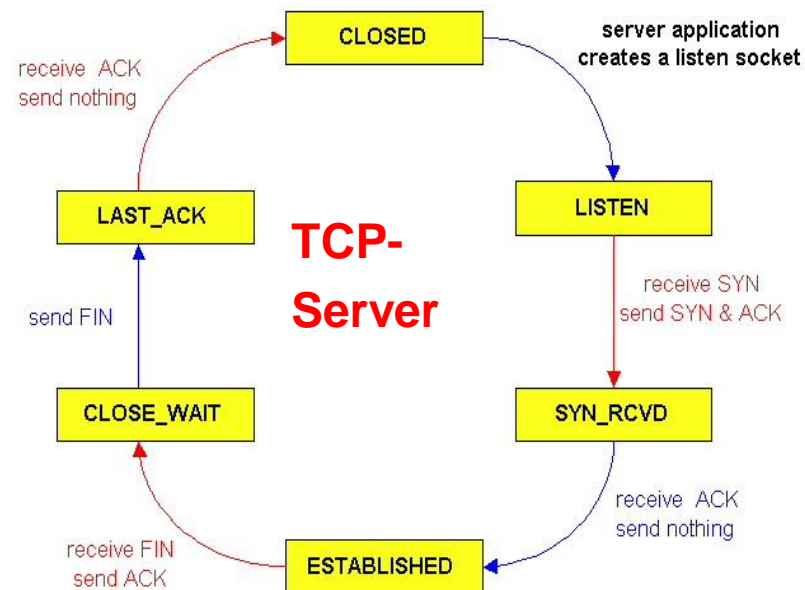 CLOSED
server application
creates a listen socket
receive ACK
send nothing
LAST_ACK
LISTEN
TCP-
Server
receive SYN
send SYN & ACK
send FIN
CLOSE_WAIT
SYN_RCVD
receive ACK
send nothing
receive FIN
send ACK
ESTABLISHED